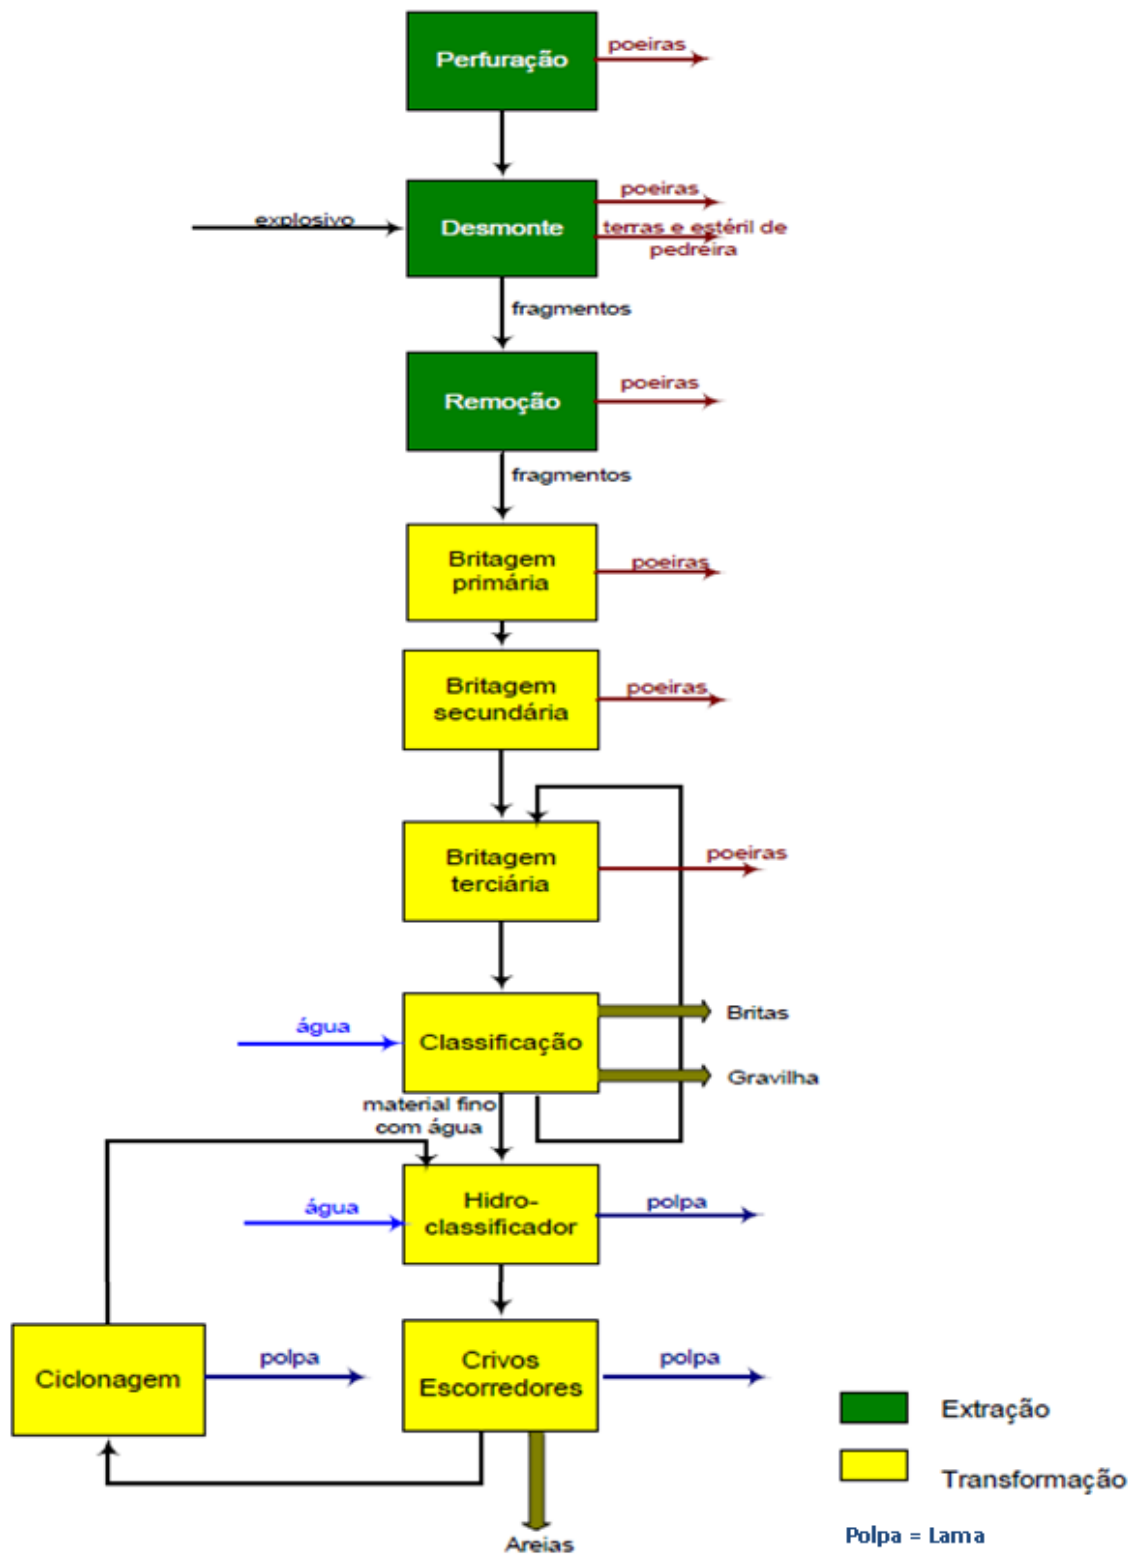 Perfuração
poeiras
explosivo
Desmonte
poeiras
terras e estéril de
pedreira
fragmentos
Remoção
poeiras
fragmentos
Britagem
primária
poeiras
Britagem
secundária
poeiras
Britagem
terciária
poeiras
água
Classificação
Britas
Gravilha
material fino
com água
água
Hidro-
classificador
polpa
Ciclonagem
polpa
Crivos
Escorredores
polpa
Areias
Extração
Transformação
Polpa = Lama